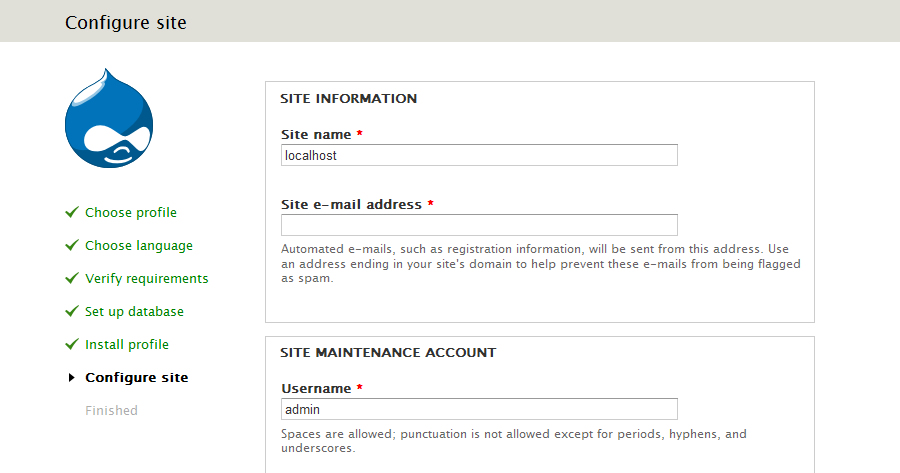 Configure site
Choose profile
Choose language
Verify requirements
Set up database
Install profile
Configure site
Finished
SITE INFORMATION
Site name *
localhost
Site e-mail address *
Automated e-mails, such as registration information, will be sent from this address. Use
an address ending in your site's domain to help prevent these e-mails from being flagged
as spam.
SITE MAINTENANCE ACCOUNT
Username *
admin
Spaces are allowed; punctuation is not allowed except for periods, hyphens, and
underscores.